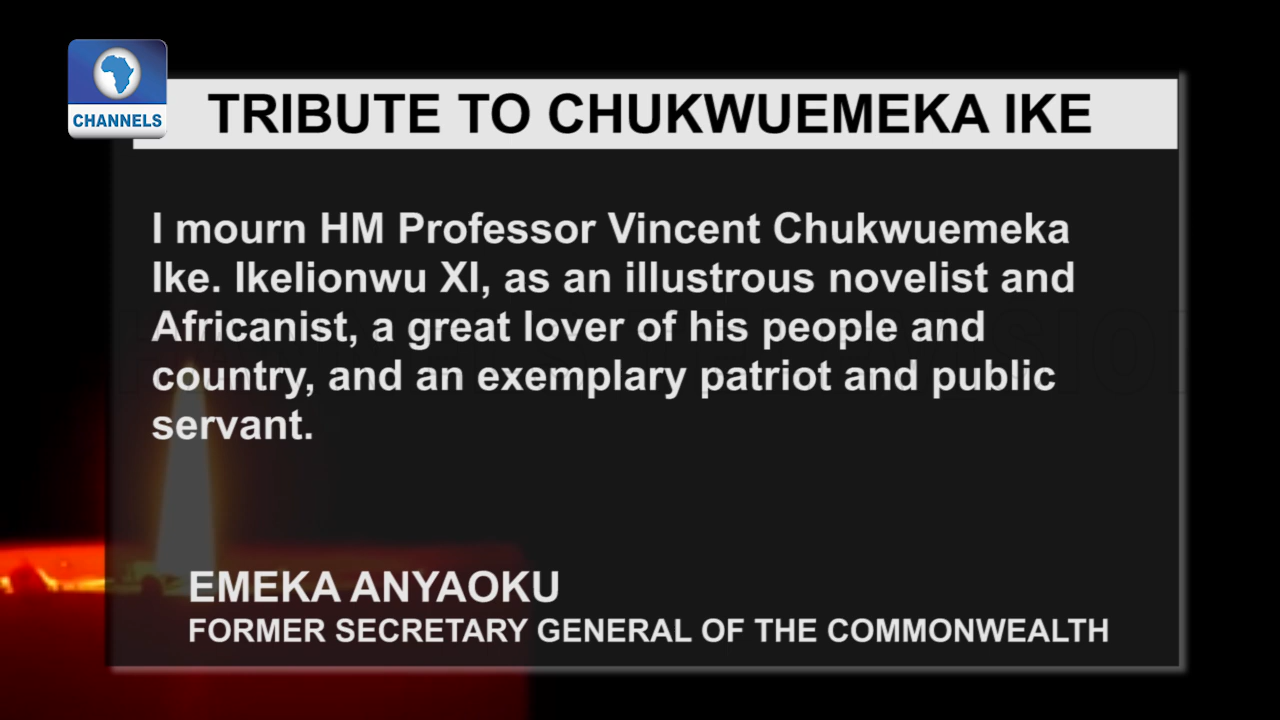 CHANNELS
TRIBUTE TO CHUKWUEMEKA IKE
I mourn HM Professor Vincent Chukwuemeka
Ike. Ikelionwu XI, as an illustrous novelist and
Africanist, a great lover of his people and
country, and an exemplary patriot and public
servant.
EMEKA ANYAOKU
FORMER SECRETARY GENERAL OF THE COMMONWEALTH